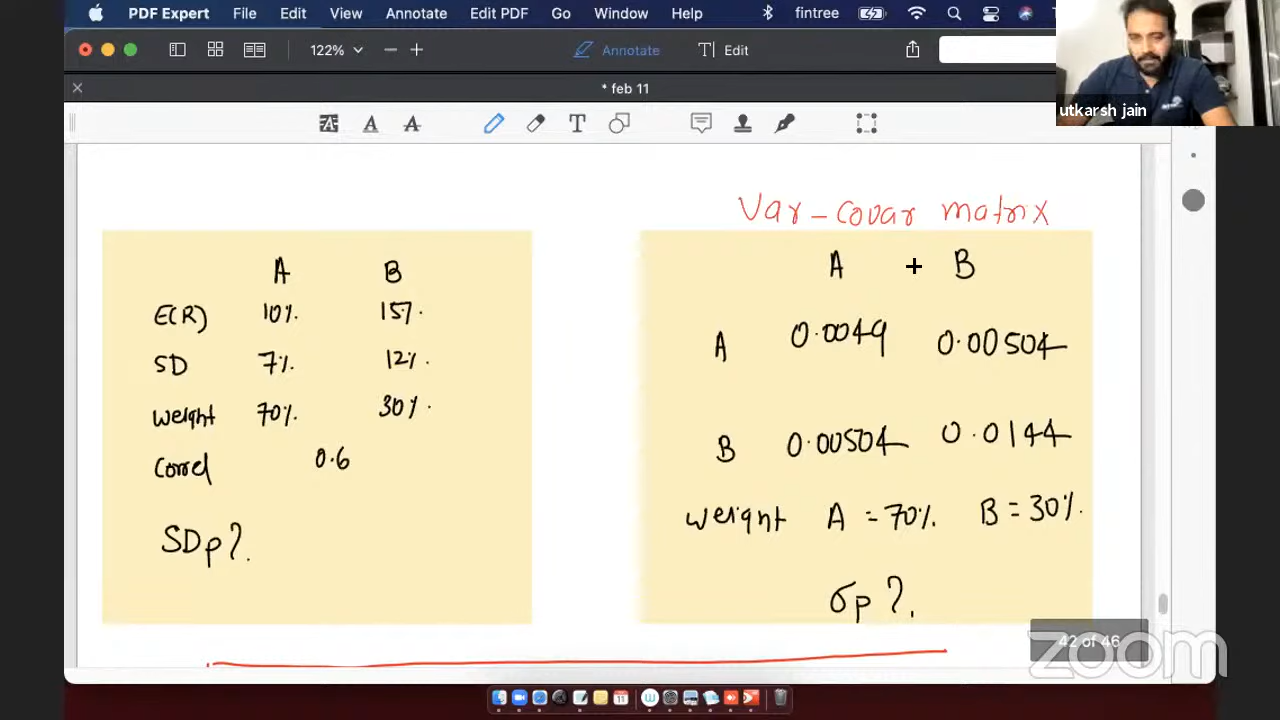 PDF Expert File Edit View Annotate Edit PDF Go Window Help fintree
122% Annotate T Edit
* feb 11
utkarsh jain
Var - Covar matrix
A B
E(R) 10%. 15%.
SD 7%. 12%.
Weight 70%. 30%.
Correl 0.6
SDp?.
A + B
A 0.0049 0.00504
B 0.00504 0.0144
weight A = 70%. B = 30%.
σp ?.
42 of 46
zoom